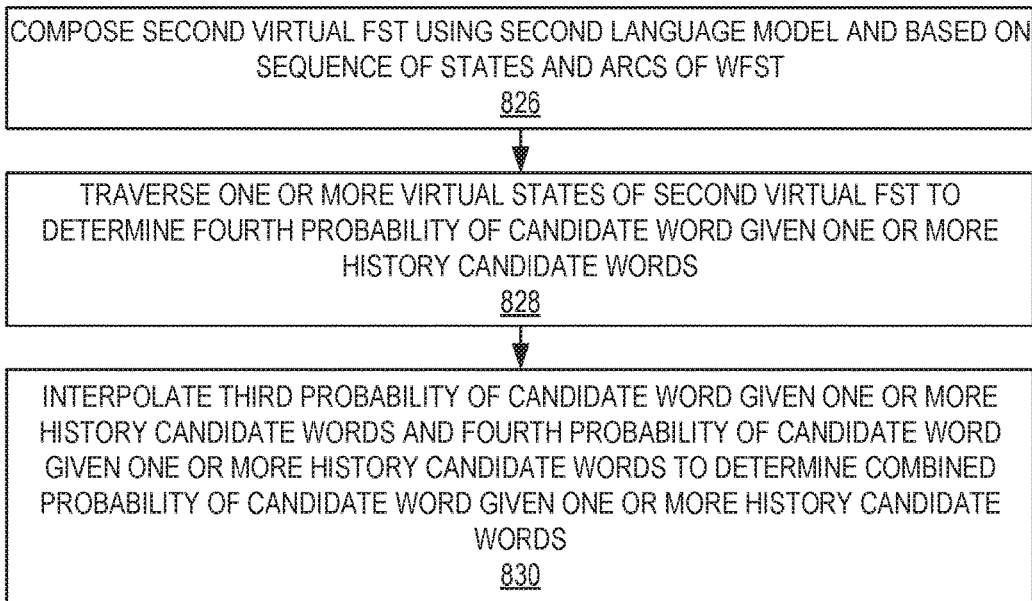 COMPOSE SECOND VIRTUAL FST USING SECOND LANGUAGE MODEL AND BASED ON
SEQUENCE OF STATES AND ARCS OF WFST
826
TRAVERSE ONE OR MORE VIRTUAL STATES OF SECOND VIRTUAL FST TO
DETERMINE FOURTH PROBABILITY OF CANDIDATE WORD GIVEN ONE OR MORE
HISTORY CANDIDATE WORDS
828
INTERPOLATE THIRD PROBABILITY OF CANDIDATE WORD GIVEN ONE OR MORE
HISTORY CANDIDATE WORDS AND FOURTH PROBABILITY OF CANDIDATE WORD
GIVEN ONE OR MORE HISTORY CANDIDATE WORDS TO DETERMINE COMBINED
PROBABILITY OF CANDIDATE WORD GIVEN ONE OR MORE HISTORY CANDIDATE
WORDS
830